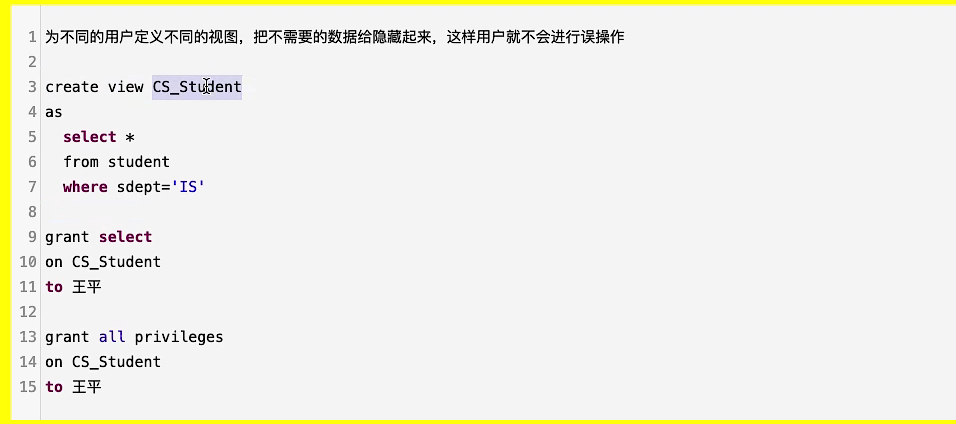 1 为不同的用户定义不同的视图，把不需要的数据给隐藏起来，这样用户就不会进行误操作
2
3 create view CS_Student
4 as
5 select *
6 from student
7 where sdept='IS'
8
9 grant select
10 on CS_Student
11 to 王平
12
13 grant all privileges
14 on CS_Student
15 to 王平